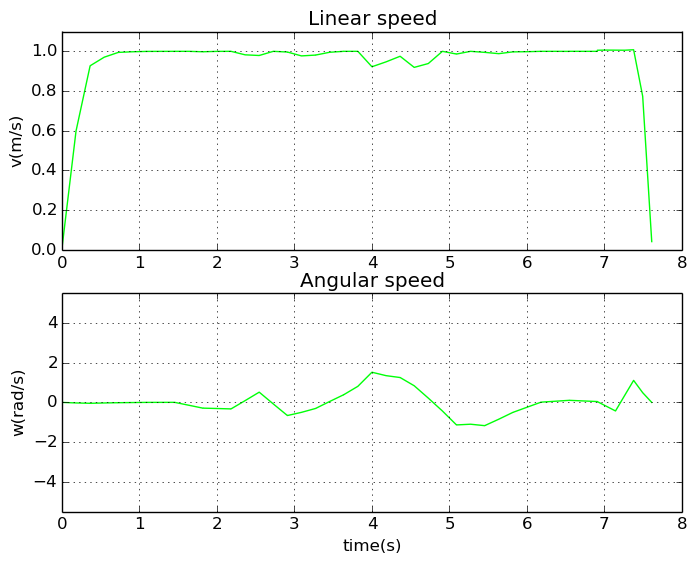 Linear speed
1.0
0.8
0.6
0.4
0.2
0.0
v(m/s)
0 1 2 3 4 5 6 7 8
Angular speed
4
2
0
−2
−4
w(rad/s)
0 1 2 3 4 5 6 7 8
time(s)